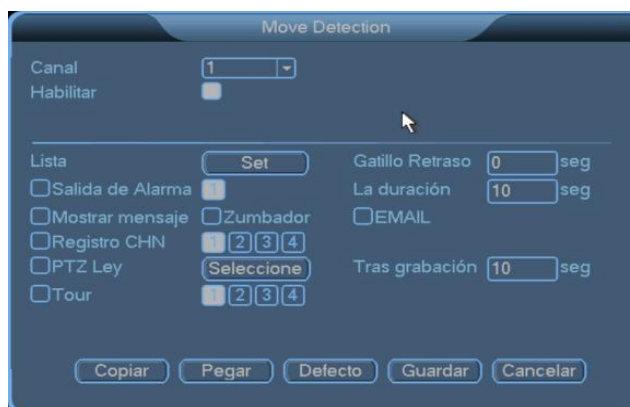 Move Detection
Canal 1
Habilitar
Lista Set Gatillo Retraso 0 seg
Salida de Alarma 1 La duración 10 seg
Mostrar mensaje Zumbador EMAIL
Registro CHN 1 2 3 4
PTZ Ley Seleccione Tras grabación 10 seg
Tour 1 2 3 4
Copiar Pegar Defecto Guardar Cancelar